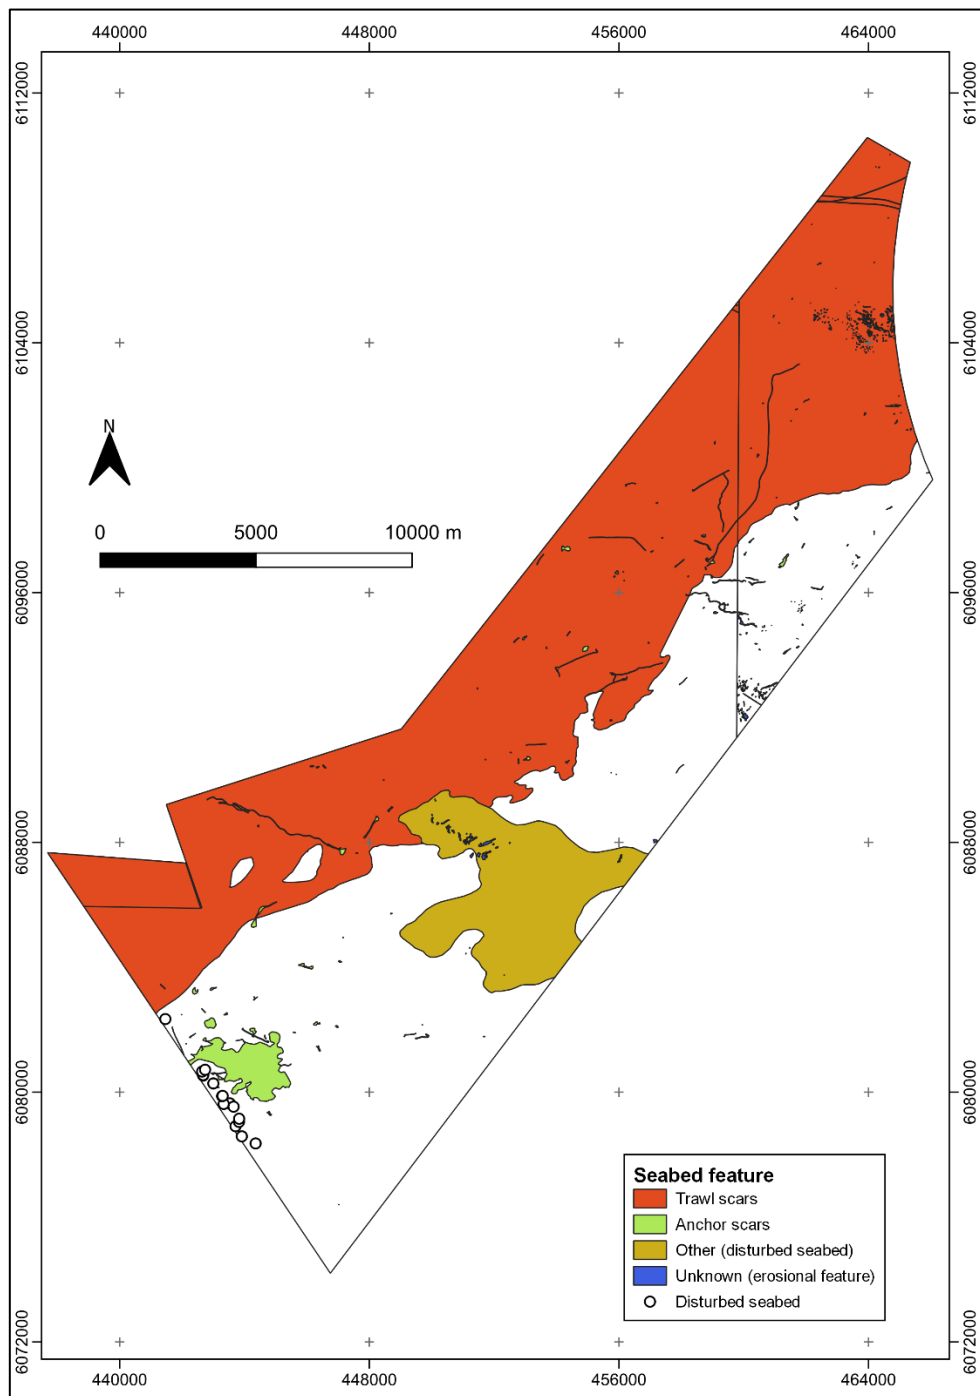 440000 448000 456000 464000
6112000 6112000
6104000 6104000
N
0 5000 10000 m
6096000 6096000
6088000 6088000
6080000 6080000
Seabed feature
Trawl scars
Anchor scars
Other (disturbed seabed)
Unknown (erosional feature)
Disturbed seabed
6072000 6072000
440000 448000 456000 464000